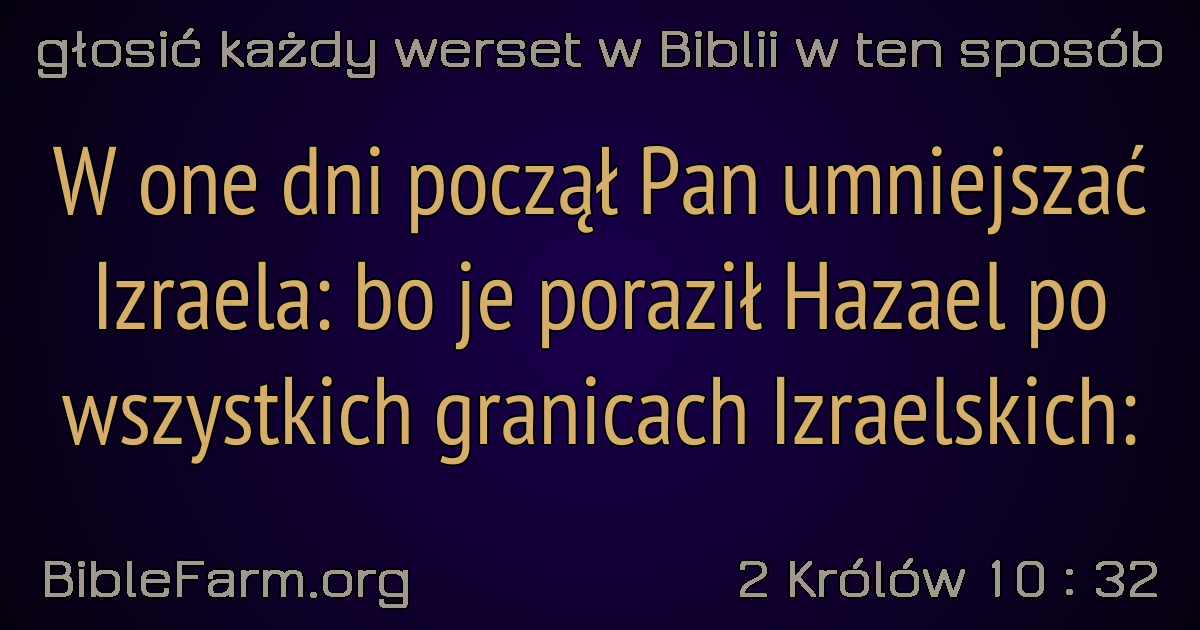 głosić każdy werset w Biblii w ten sposób
W one dni począł Pan umniejszać
Izraela: bo je poraził Hazael po
wszystkich granicach Izraelskich:
BibleFarm.org
2 Królów 10 : 32